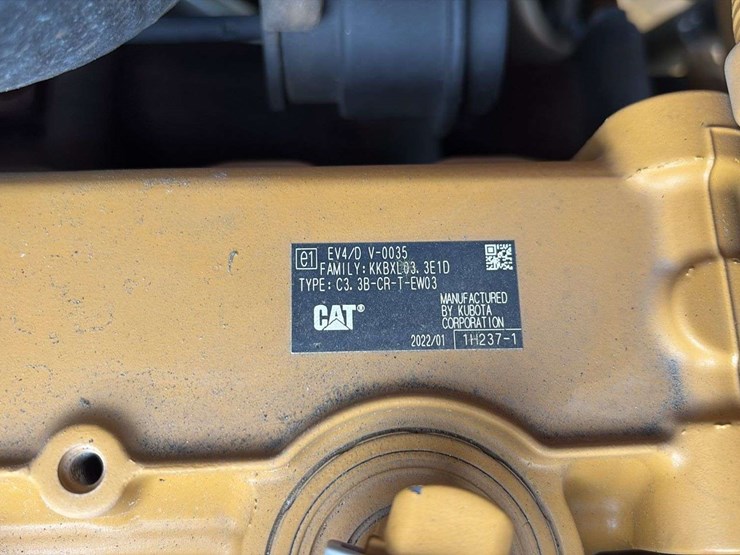 e1 EV4/D V-0035
FAMILY: KKBXL03. 3E1D
TYPE: C3. 3B-CR-T-EW03
CAT®
MANUFACTURED
BY KUBOTA
CORPORATION
2022/01 1H237-1